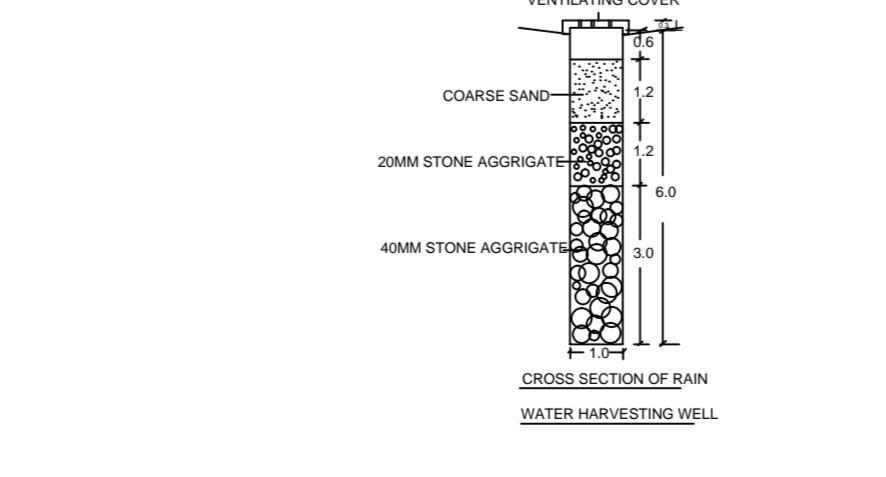 VENTILATING COVER
0.6
COARSE SAND
1.2
20MM STONE AGGRIGATE
1.2
6.0
40MM STONE AGGRIGATE
3.0
1.0
CROSS SECTION OF RAIN
WATER HARVESTING WELL